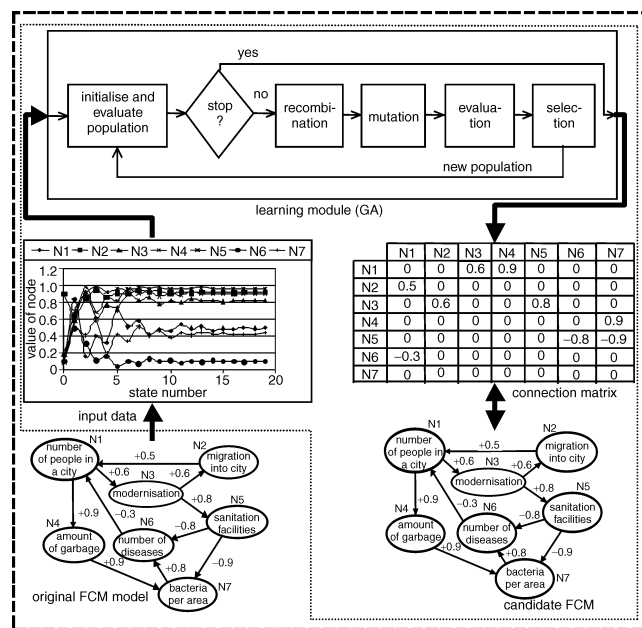 yes
initialise and
evaluate
population
stop
?
no
recombi-
nation
mutation
evalua-
tion
selec-
tion
new population
learning module (GA)
N1 N2 N3 N4 N5 N6 N7
1.2
1.0
0.8
0.6
0.4
0.2
0
value of node
0 5 10 15 20
state number
input data
N1 N2 N3 N4 N5 N6 N7
N1 0 0 0.6 0.9 0 0 0
N2 0.5 0 0 0 0 0 0
N3 0 0.6 0 0 0.8 0 0
N4 0 0 0 0 0 0 0.9
N5 0 0 0 0 0 −0.8 −0.9
N6 −0.3 0 0 0 0 0 0
N7 0 0 0 0 0 0 0
connection matrix
N1
number
of people in
a city
+0.5
N2
migration
into city
+0.6
N3
+0.6
modernisation
+0.9
−0.3
+0.8
N5
sanitation
facilities
N4
amount
of garbage
N6
number of
diseases
−0.8
+0.9
+0.8
−0.9
bacteria
per area
N7
original FCM model
N1
number
of people in
a city
+0.5
N2
migration
into city
+0.6
N3
+0.6
modernisation
+0.9
−0.3
+0.8
N5
sanitation
facilities
N4
amount
of garbage
N6
number of
diseases
−0.8
+0.9
+0.8
−0.9
bacteria
per area
N7
candidate FCM